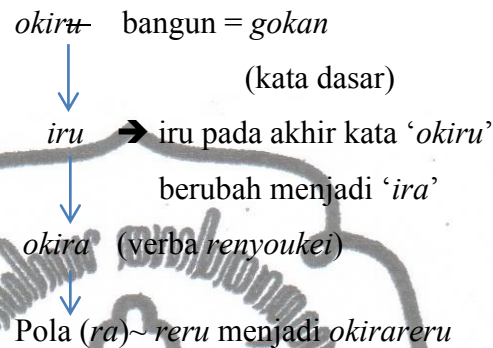 okiru bangun = gokan
(kata dasar)
iru ➔ iru pada akhir kata ‘okiru’
berubah menjadi ‘ira’
okira (verba renyoukei)
Pola (ra)~ reru menjadi okirareru